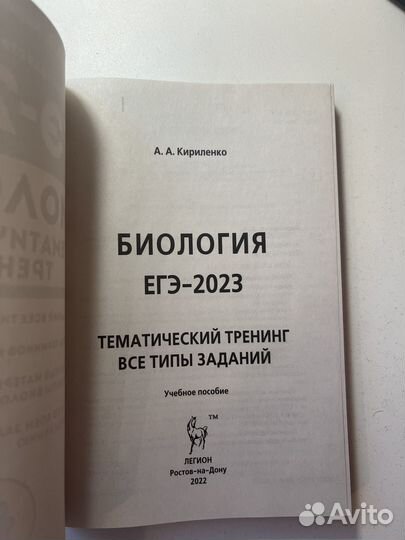 А. А. Кириленко
БИОЛОГИЯ
ЕГЭ-2023
ТЕМАТИЧЕСКИЙ ТРЕНИНГ
ВСЕ ТИПЫ ЗАДАНИЙ
Учебное пособие
TM
ЛЕГИОН
Ростов-на-Дону
2022
Avito